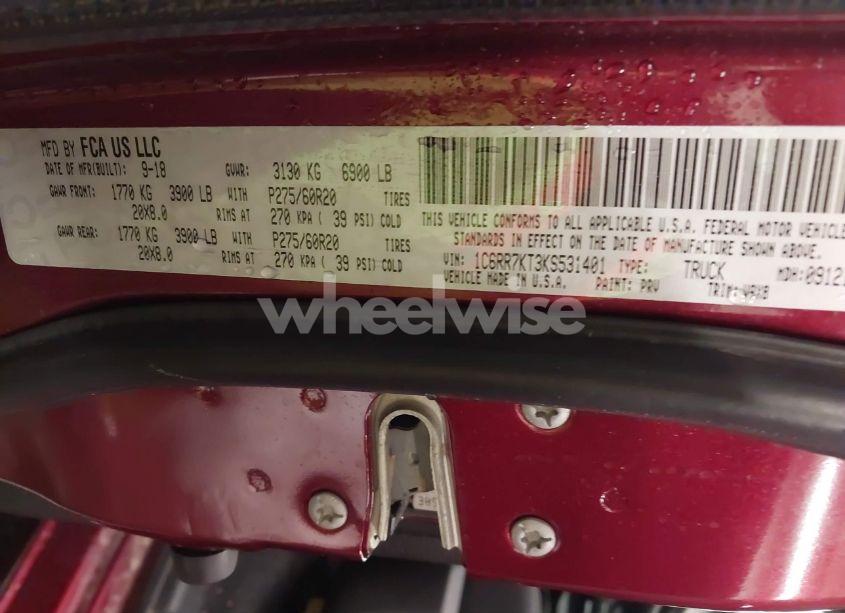 MFD BY FCA US LLC
DATE OF MFR(BUILT): 9-18 GVWR: 3130 KG 6900 LB
GAWR FRONT: 1770 KG 3900 LB WITH P275/60R20 TIRES
20X8.0 RIMS AT 270 KPA ( 39 PSI) COLD
GAWR REAR: 1770 KG 3900 LB WITH P275/60R20 TIRES
20X8.0 RIMS AT 270 KPA ( 39 PSI) COLD
THIS VEHICLE CONFORMS TO ALL APPLICABLE U.S.A. FEDERAL MOTOR VEHICLE
STANDARDS IN EFFECT ON THE DATE OF MANUFACTURE SHOWN ABOVE.
VIN: 1C6RR7KT3KS531401 TYPE: TRUCK MDH:0912
VEHICLE MADE IN U.S.A. PAINT: PRV TRIM: V6X8
wheelwise